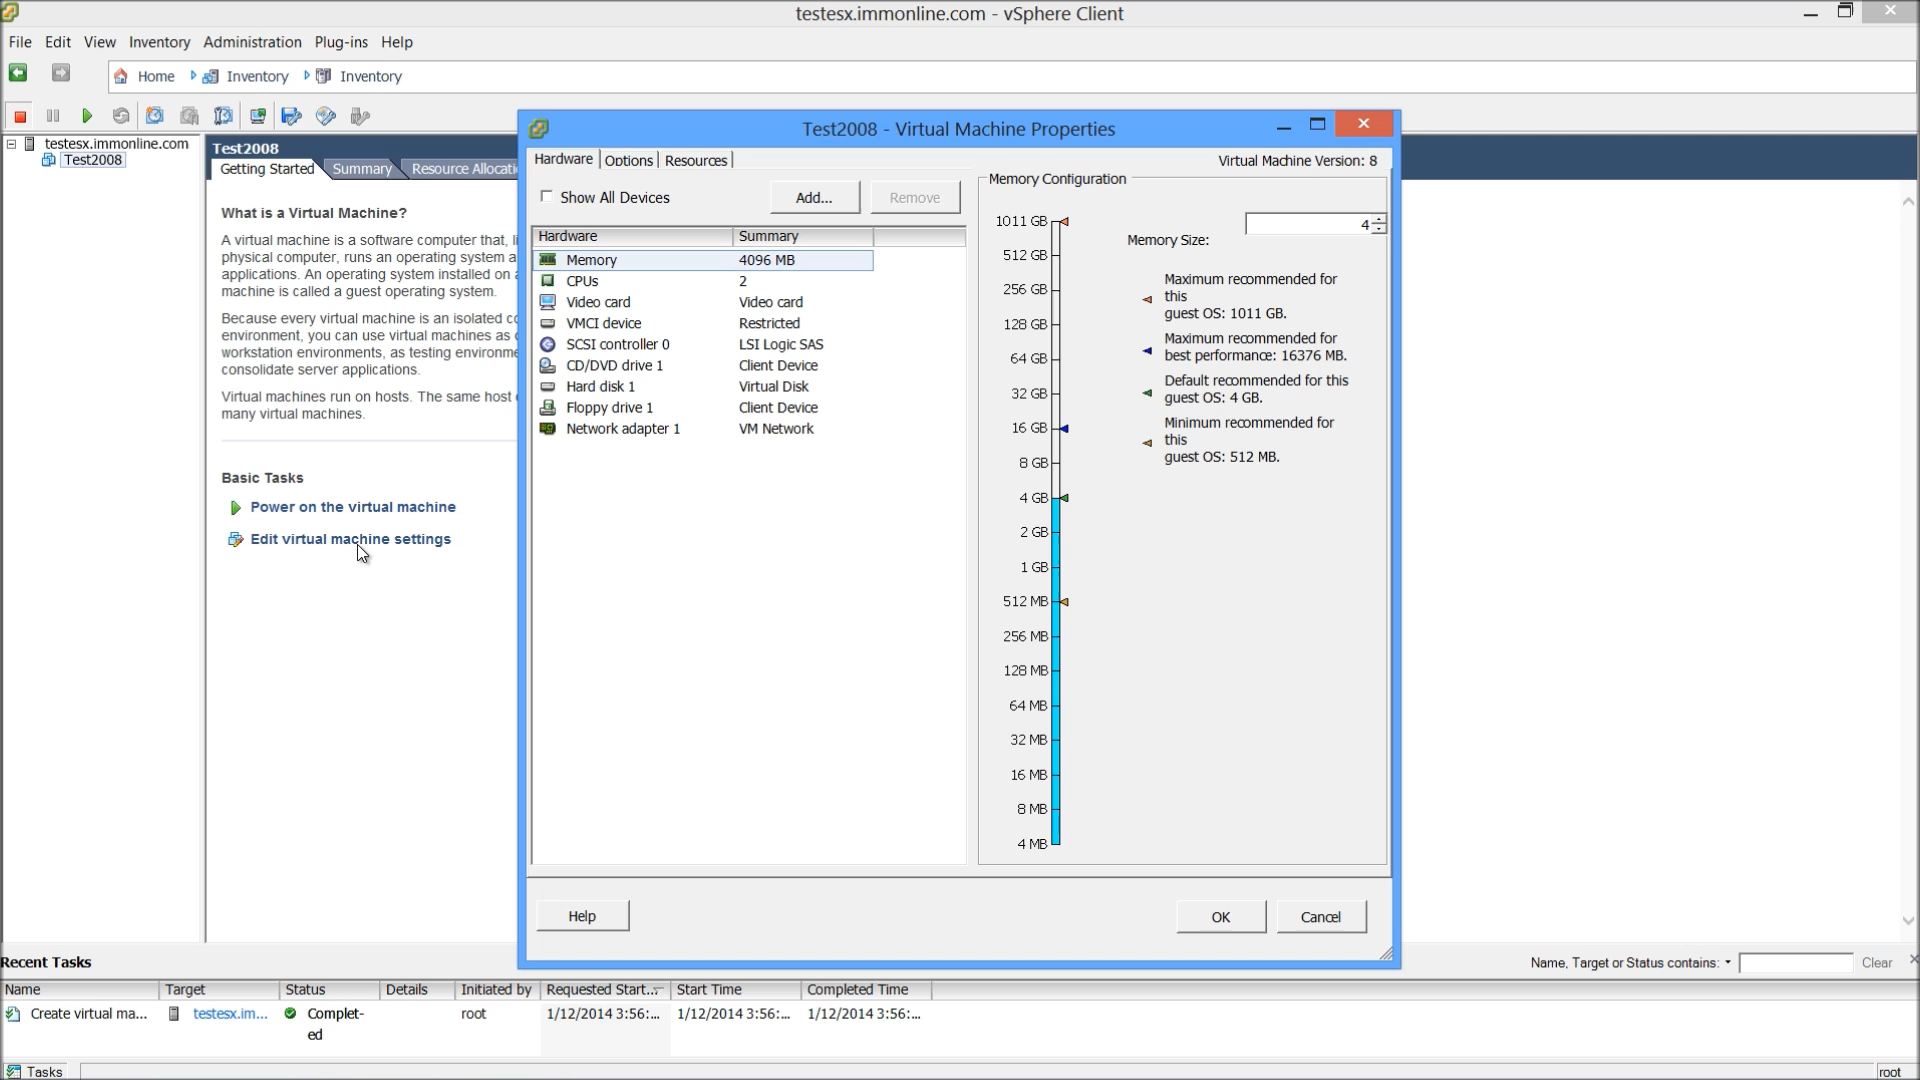 testesx.immonline.com - vSphere Client
File Edit View Inventory Administration Plug-ins Help
Home Inventory Inventory
testesx.immonline.com
Test2008
Test2008
Getting Started Summary Resource Allocati
What is a Virtual Machine?
A virtual machine is a software computer that, li
physical computer, runs an operating system a
applications. An operating system installed on a
machine is called a guest operating system.
Because every virtual machine is an isolated co
environment, you can use virtual machines as
workstation environments, as testing environme
consolidate server applications.
Virtual machines run on hosts. The same host
many virtual machines.
Basic Tasks
Power on the virtual machine
Edit virtual machine settings
Test2008 - Virtual Machine Properties
Hardware Options Resources
Virtual Machine Version: 8
Show All Devices Add... Remove
Hardware Summary
Memory 4096 MB
CPUs 2
Video card Video card
VMCI device Restricted
SCSI controller 0 LSI Logic SAS
CD/DVD drive 1 Client Device
Hard disk 1 Virtual Disk
Floppy drive 1 Client Device
Network adapter 1 VM Network
Memory Configuration
1011 GB
512 GB
256 GB
128 GB
64 GB
32 GB
16 GB
8 GB
4 GB
2 GB
1 GB
512 MB
256 MB
128 MB
64 MB
32 MB
16 MB
8 MB
4 MB
4
Memory Size:
Maximum recommended for
this
guest OS: 1011 GB.
Maximum recommended for
best performance: 16376 MB.
Default recommended for this
guest OS: 4 GB.
Minimum recommended for
this
guest OS: 512 MB.
Help OK Cancel
Recent Tasks
Name, Target or Status contains: Clear
Name Target Status Details Initiated by Requested Start... Start Time Completed Time
Create virtual ma... testesx.im... Complet- root 1/12/2014 3:56:... 1/12/2014 3:56:... 1/12/2014 3:56:...
ed
Tasks root